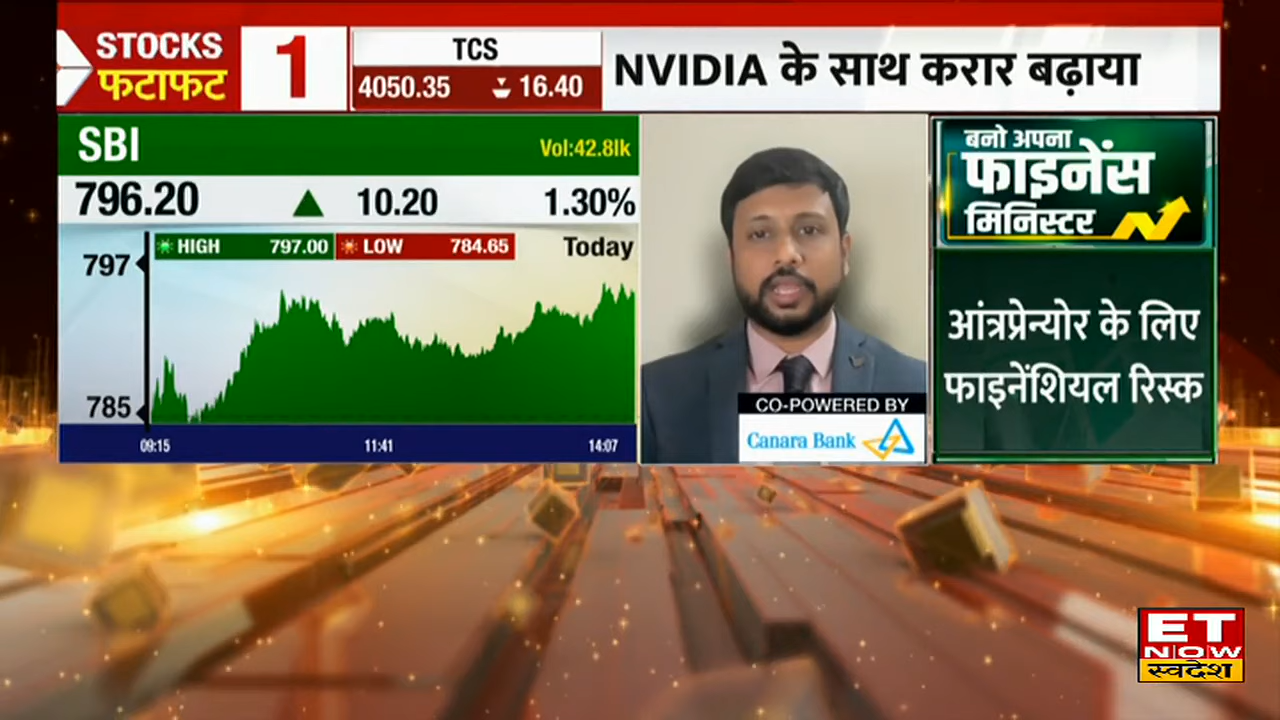 STOCKS
फटाफट
1
TCS
4050.35 16.40
NVIDIA के साथ करार बढ़ाया
SBI
Vol:42.8lk
796.20 10.20 1.30%
HIGH 797.00 LOW 784.65 Today
797
785
09:15 11:41 14:07
CO-POWERED BY
Canara Bank
बनो अपना
फाइनेंस
मिनिस्टर
आंत्रप्रेन्योर के लिए
फाइनेंशियल रिस्क
ET
NOW
स्वदेश